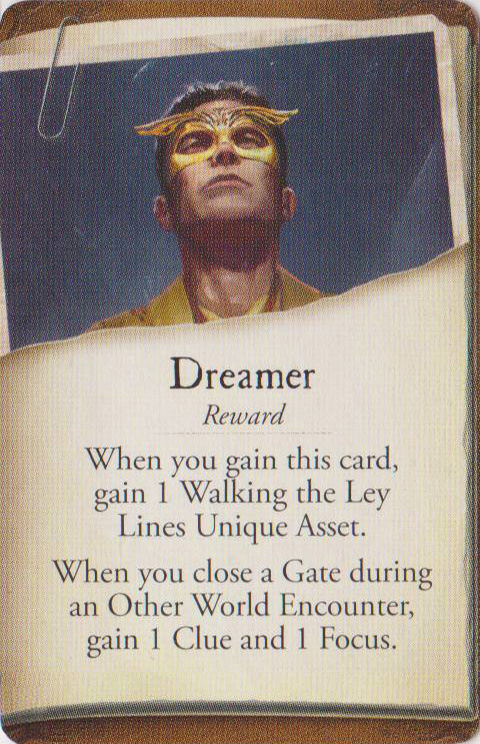 Dreamer
Reward
When you gain this card,
gain 1 Walking the Ley
Lines Unique Asset.
When you close a Gate during
an Other World Encounter,
gain 1 Clue and 1 Focus.